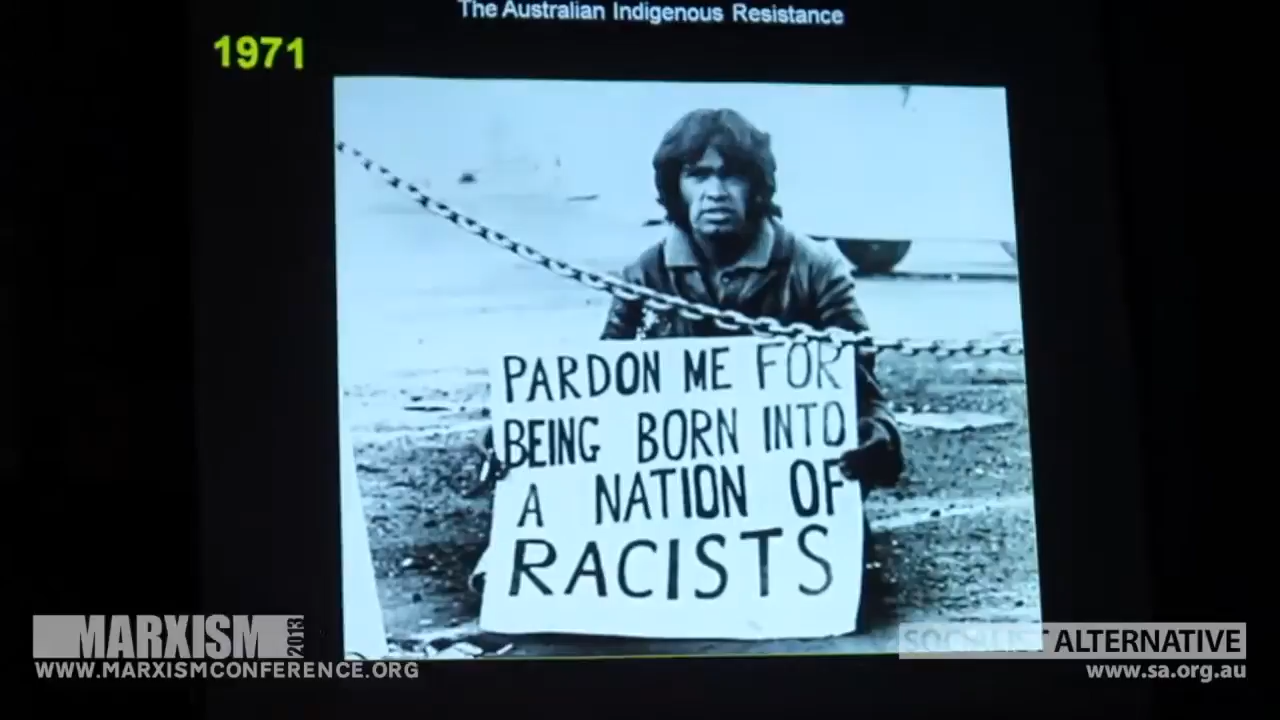 The Australian Indigenous Resistance
1971
PARDON ME FOR
BEING BORN INTO
A NATION OF
RACISTS
MARXISM 2013
WWW.MARXISMCONFERENCE.ORG
SOCIALIST ALTERNATIVE
www.sa.org.au